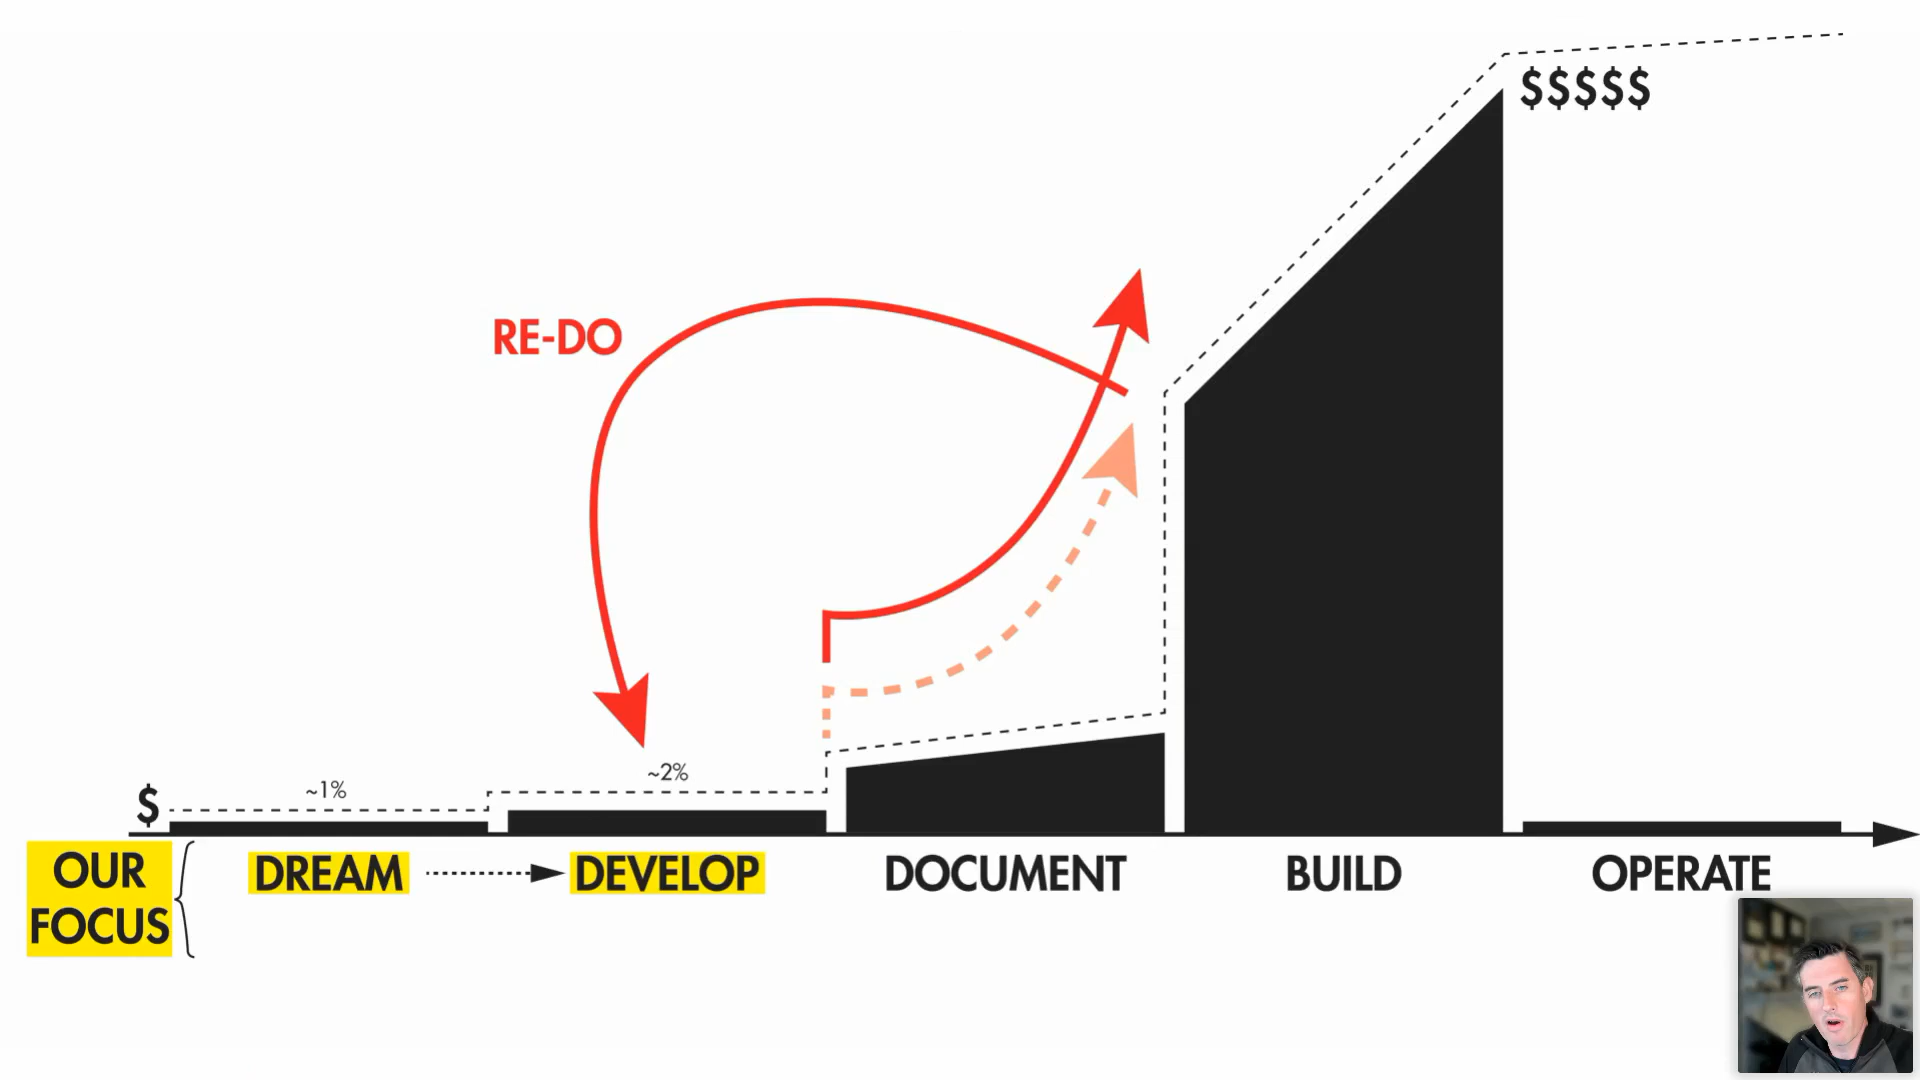 $$$$$
RE-DO
~2%
~1%
$
OUR
FOCUS
DREAM
DEVELOP
DOCUMENT
BUILD
OPERATE